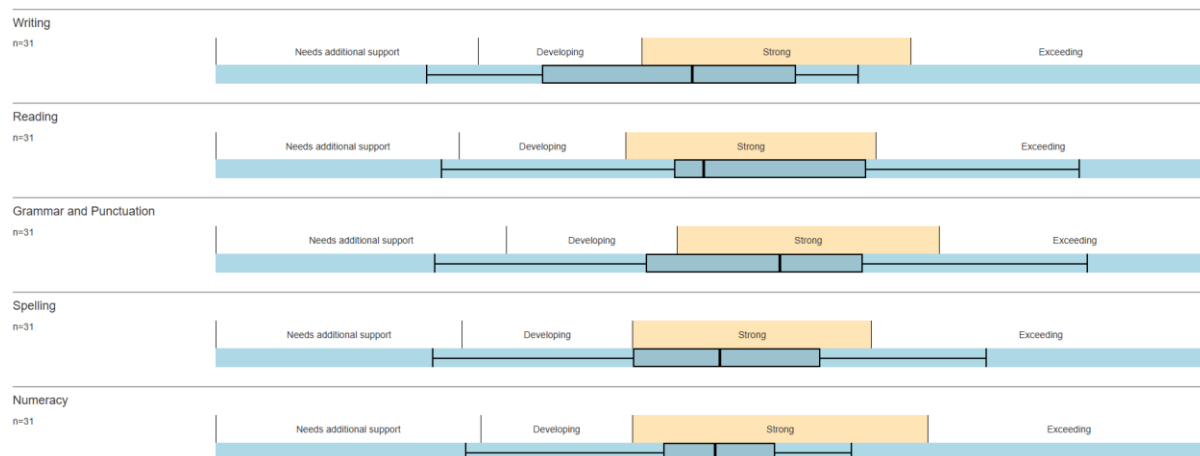 Writing
n=31
Needs additional support Developing Strong Exceeding
Reading
n=31
Needs additional support Developing Strong Exceeding
Grammar and Punctuation
n=31
Needs additional support Developing Strong Exceeding
Spelling
n=31
Needs additional support Developing Strong Exceeding
Numeracy
n=31
Needs additional support Developing Strong Exceeding